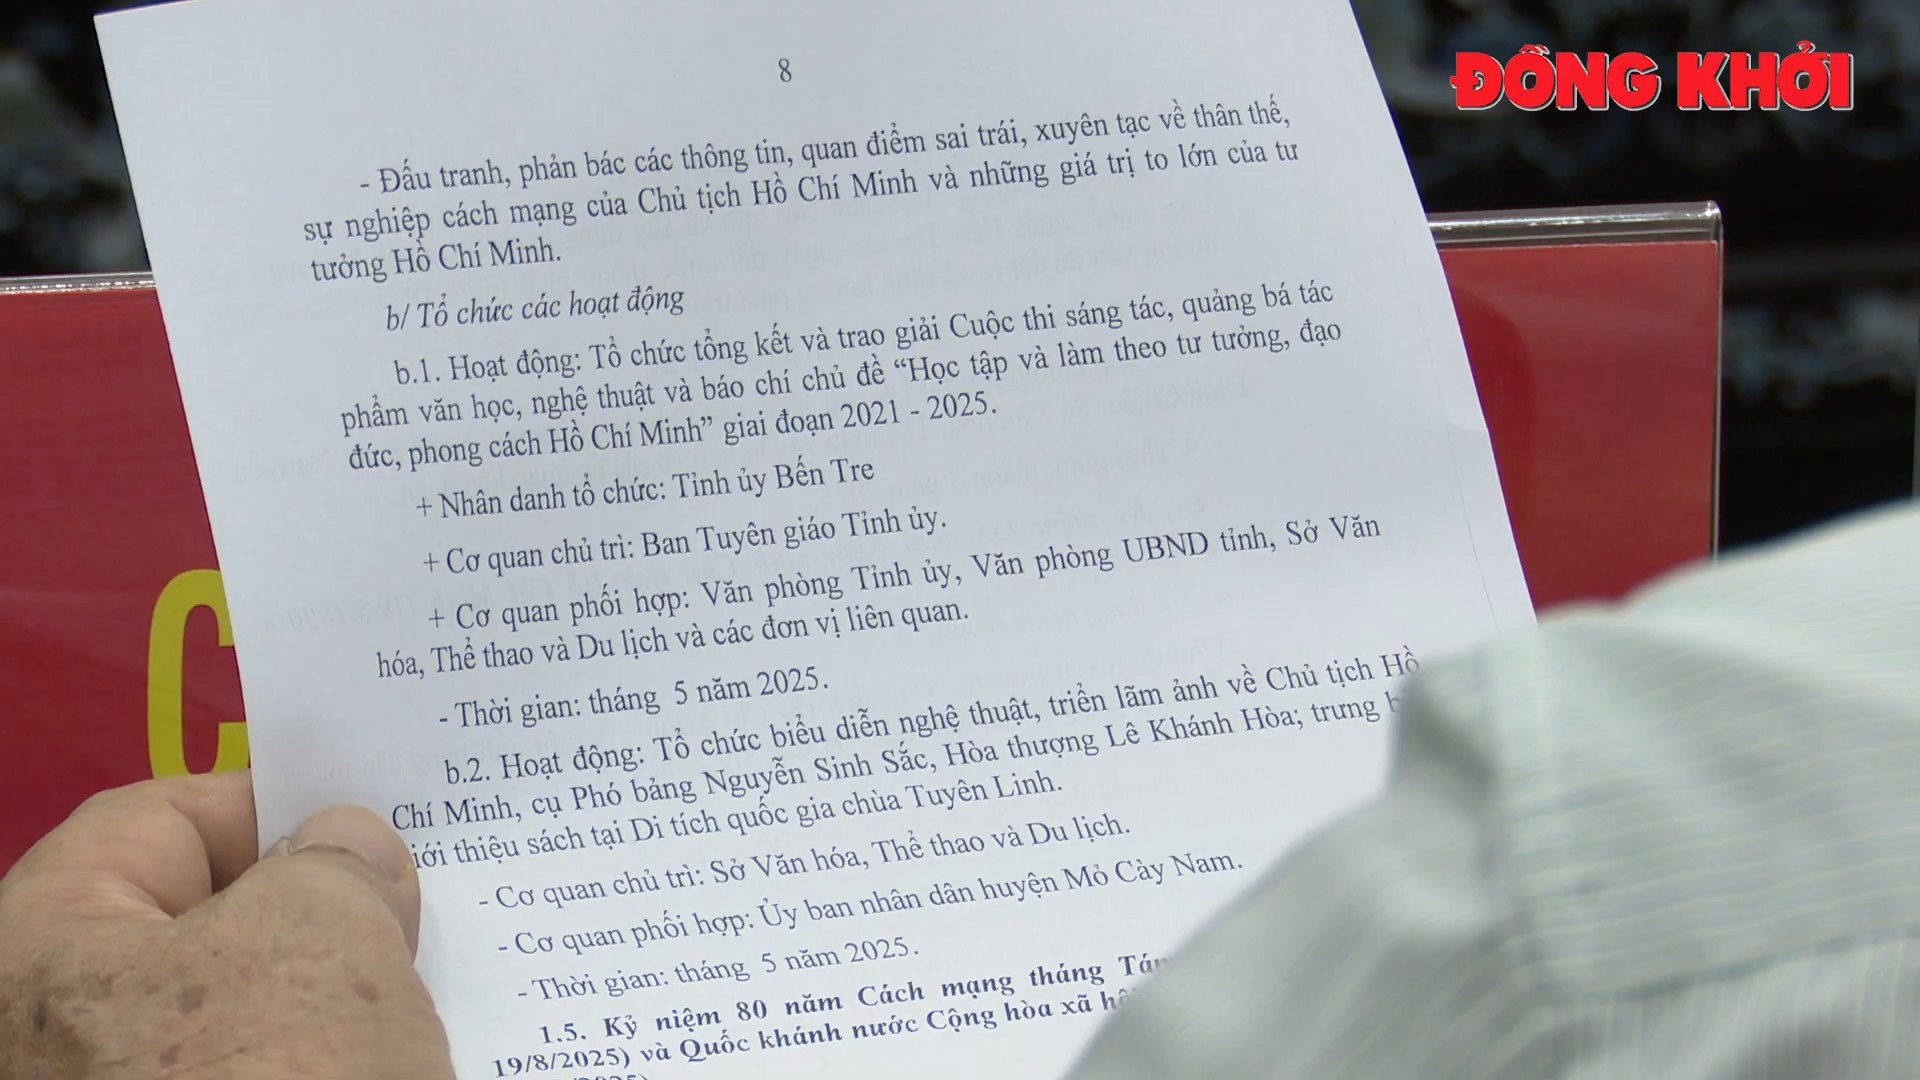 ĐỒNG KHỞI
8
- Đấu tranh, phản bác các thông tin, quan điểm sai trái, xuyên tạc về thân thế,
sự nghiệp cách mạng của Chủ tịch Hồ Chí Minh và những giá trị to lớn của tư
tưởng Hồ Chí Minh.
b/ Tổ chức các hoạt động
b.1. Hoạt động: Tổ chức tổng kết và trao giải Cuộc thi sáng tác, quảng bá tác
phẩm văn học, nghệ thuật và báo chí chủ đề “Học tập và làm theo tư tưởng, đạo
đức, phong cách Hồ Chí Minh” giai đoạn 2021 - 2025.
+ Nhân danh tổ chức: Tỉnh ủy Bến Tre
+ Cơ quan chủ trì: Ban Tuyên giáo Tỉnh ủy.
+ Cơ quan phối hợp: Văn phòng Tỉnh ủy, Văn phòng UBND tỉnh, Sở Văn
hóa, Thể thao và Du lịch và các đơn vị liên quan.
- Thời gian: tháng 5 năm 2025.
b.2. Hoạt động: Tổ chức biểu diễn nghệ thuật, triển lãm ảnh về Chủ tịch Hồ
Chí Minh, cụ Phó bảng Nguyễn Sinh Sắc, Hòa thượng Lê Khánh Hòa; trưng
iới thiệu sách tại Di tích quốc gia chùa Tuyên Linh.
- Cơ quan chủ trì: Sở Văn hóa, Thể thao và Du lịch.
- Cơ quan phối hợp: Ủy ban nhân dân huyện Mỏ Cày Nam.
- Thời gian: tháng 5 năm 2025.
1.5. Kỷ niệm 80 năm Cách mạng tháng
19/8/2025) và Quốc khánh nước Cộng hòa xã
C